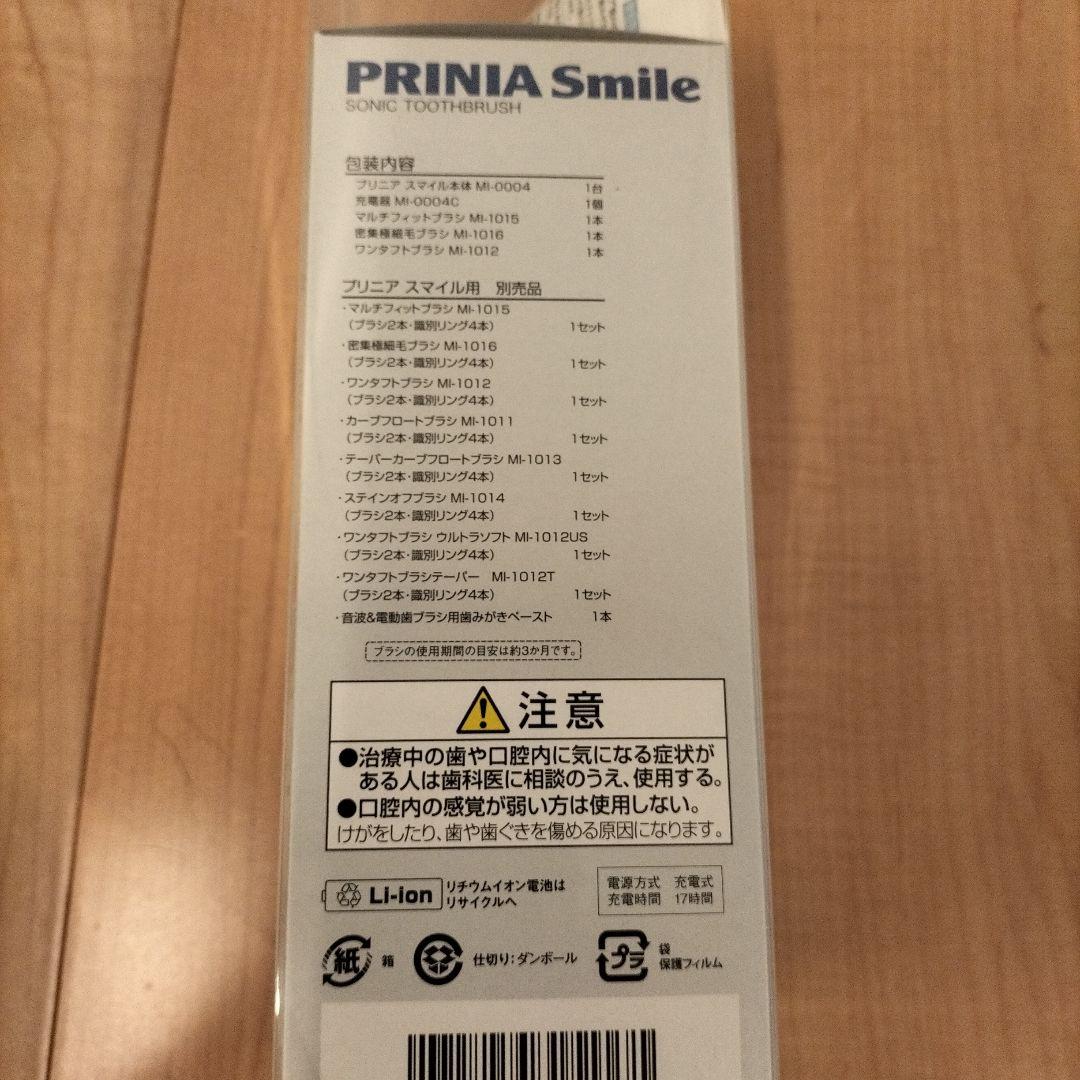 PRINIA Smile
SONIC TOOTHBRUSH
包装内容
プリニア スマイル本体 MI-0004 1台
充電器 MI-0004C 1個
マルチフィットブラシ MI-1015 1本
密集極細毛ブラシ MI-1016 1本
ワンタフトブラシ MI-1012 1本
プリニア スマイル用 別売品
・マルチフィットブラシ MI-1015
（ブラシ2本・識別リング4本） 1セット
・密集極細毛ブラシ MI-1016
（ブラシ2本・識別リング4本） 1セット
・ワンタフトブラシ MI-1012
（ブラシ2本・識別リング4本） 1セット
・カーブフロートブラシ MI-1011
（ブラシ2本・識別リング4本） 1セット
・テーパーカーブフロートブラシ MI-1013
（ブラシ2本・識別リング4本） 1セット
・ステインオフブラシ MI-1014
（ブラシ2本・識別リング4本） 1セット
・ワンタフトブラシ ウルトラソフト MI-1012US
（ブラシ2本・識別リング4本） 1セット
・ワンタフトブラシテーパー MI-1012T
（ブラシ2本・識別リング4本） 1セット
・音波&電動歯ブラシ用歯みがきペースト 1本
ブラシの使用期間の目安は約3か月です。
注意
●治療中の歯や口腔内に気になる症状が
ある人は歯科医に相談のうえ、使用する。
●口腔内の感覚が弱い方は使用しない。
けがをしたり、歯や歯ぐきを傷める原因になります。
Li-ion
リチウムイオン電池は
リサイクルへ
電源方式 充電式
充電時間 17時間
紙 箱
仕切り:ダンボール
プラ
袋
保護フィルム